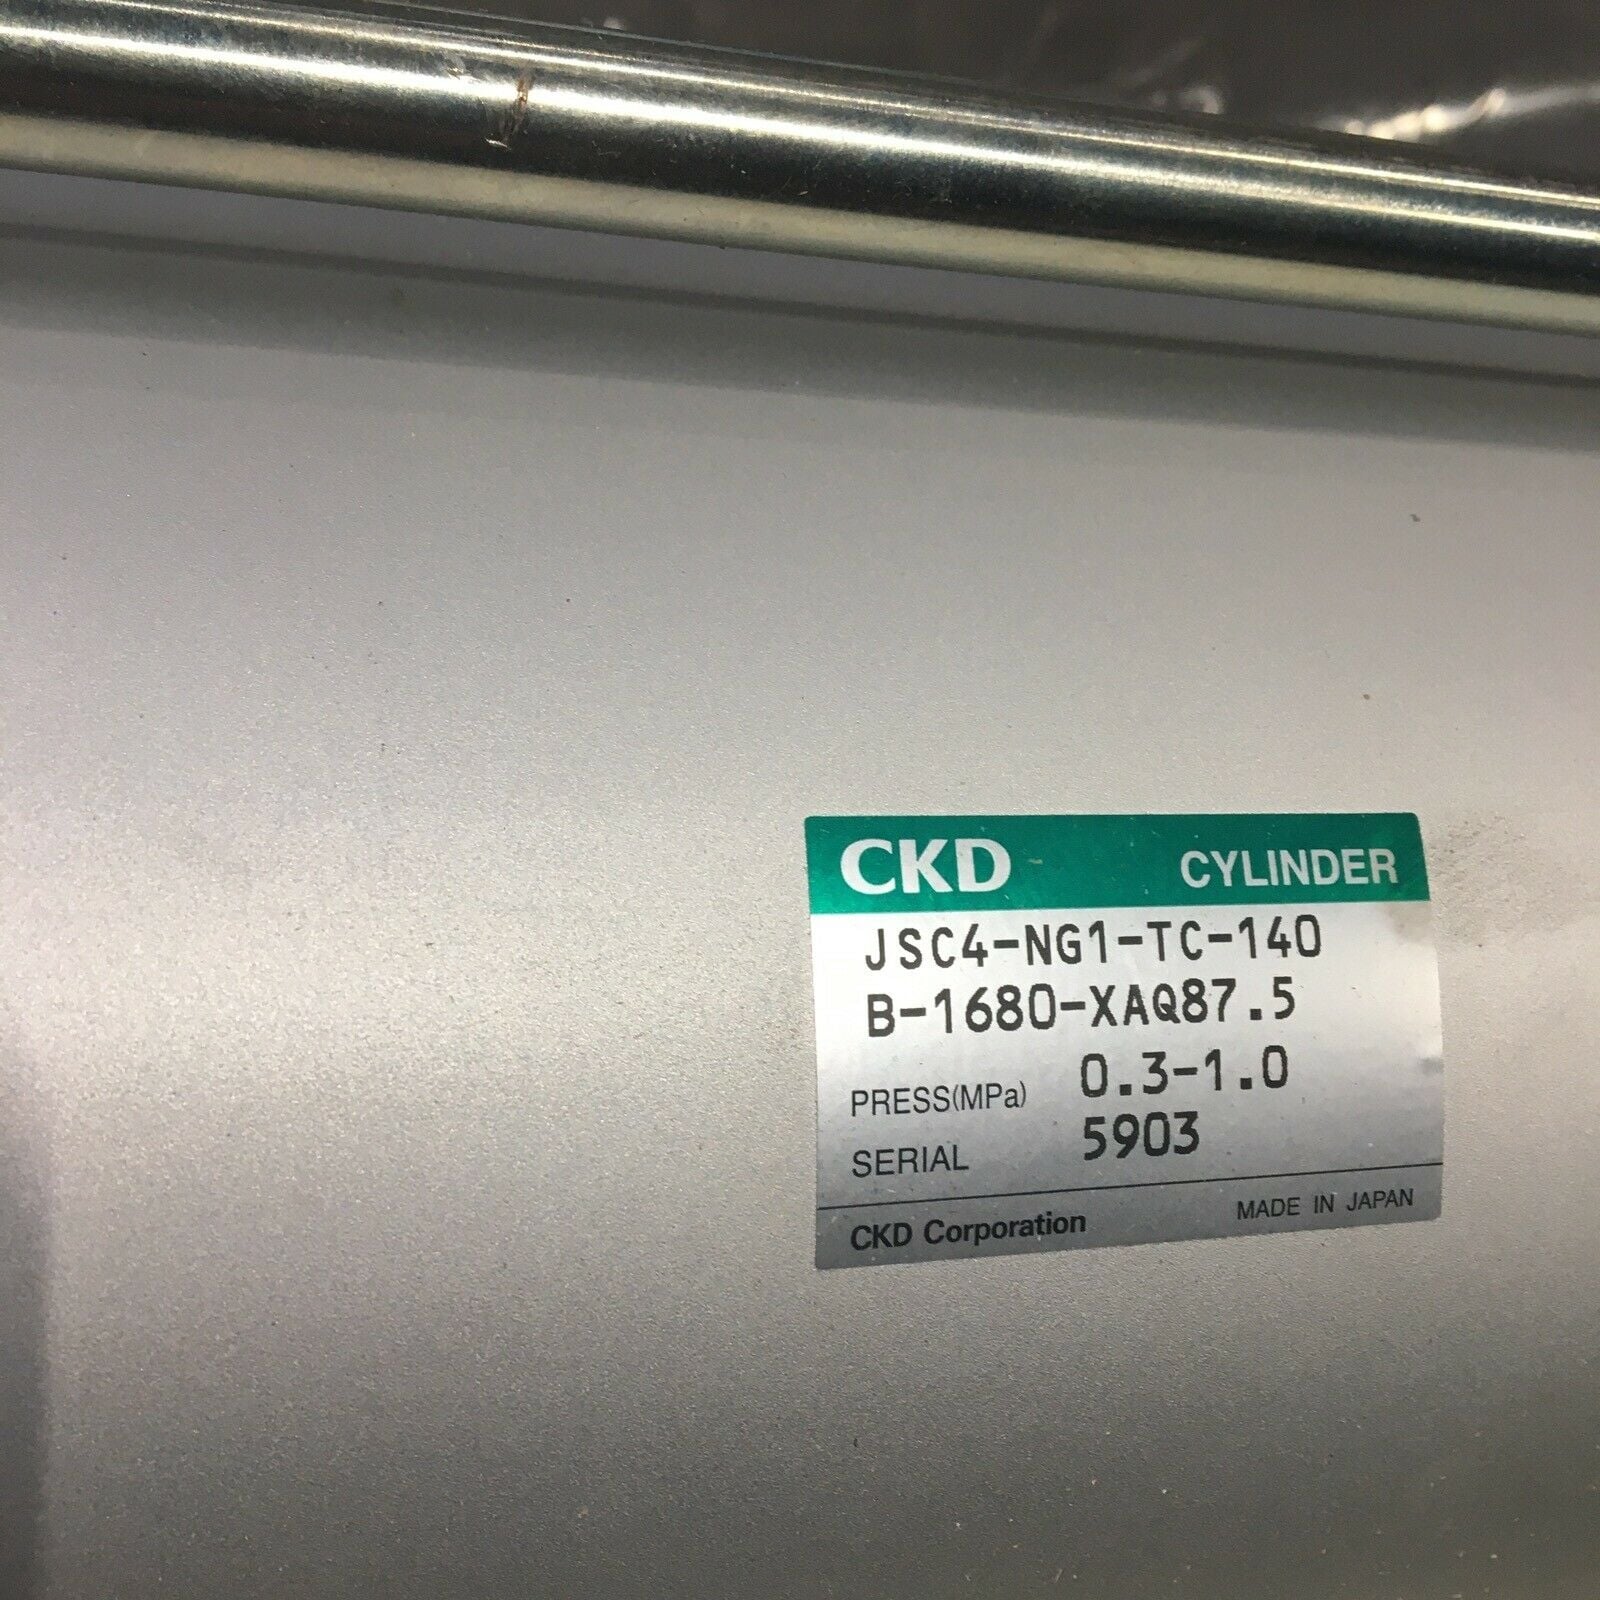 CKD CYLINDER
JSC4-NG1-TC-140
B-1680-XAQ87.5
PRESS(MPa) 0.3-1.0
SERIAL 5903
CKD Corporation MADE IN JAPAN